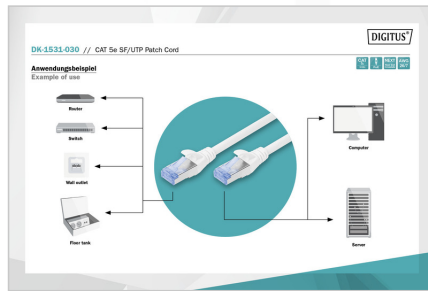 DIGITUS®
DK-1531-030 // CAT 5e SF/UTP Patch Cord
Anwendungsbeispiel
Example of use
Router
Switch
Wall outlet
Floor tank
Computer
Server